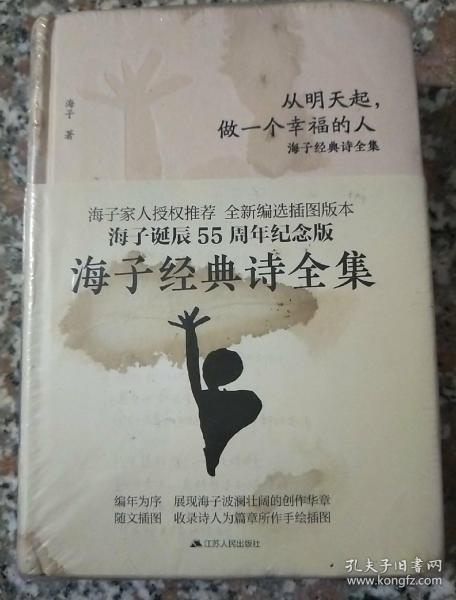 从明天起，
做一个幸福的人
海子经典诗全集
海子 著
海子家人授权推荐 全新编选插图版本
海子诞辰 55 周年纪念版
海子经典诗全集
编年为序 展现海子波澜壮阔的创作华章
随文插图 收录诗人为篇章所作手绘插图
江苏人民出版社
孔夫子旧书网
www.kongfz.com